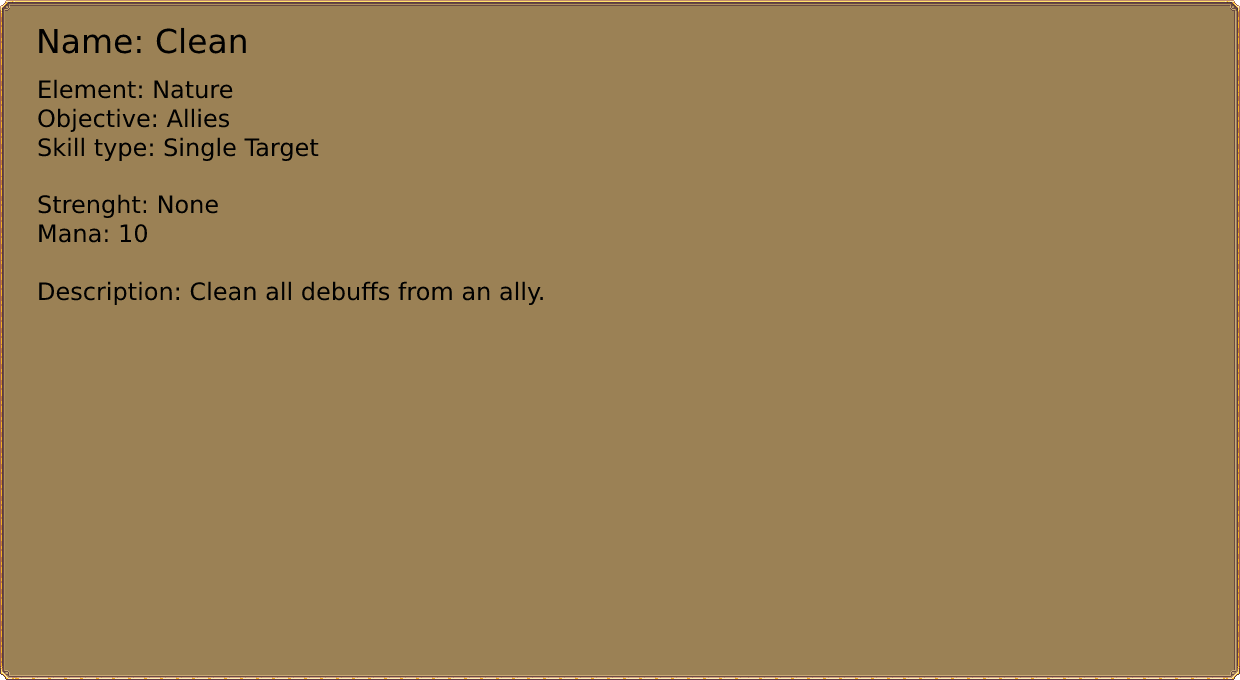 Name: Clean
Element: Nature
Objective: Allies
Skill type: Single Target
Strenght: None
Mana: 10
Description: Clean all debuffs from an ally.